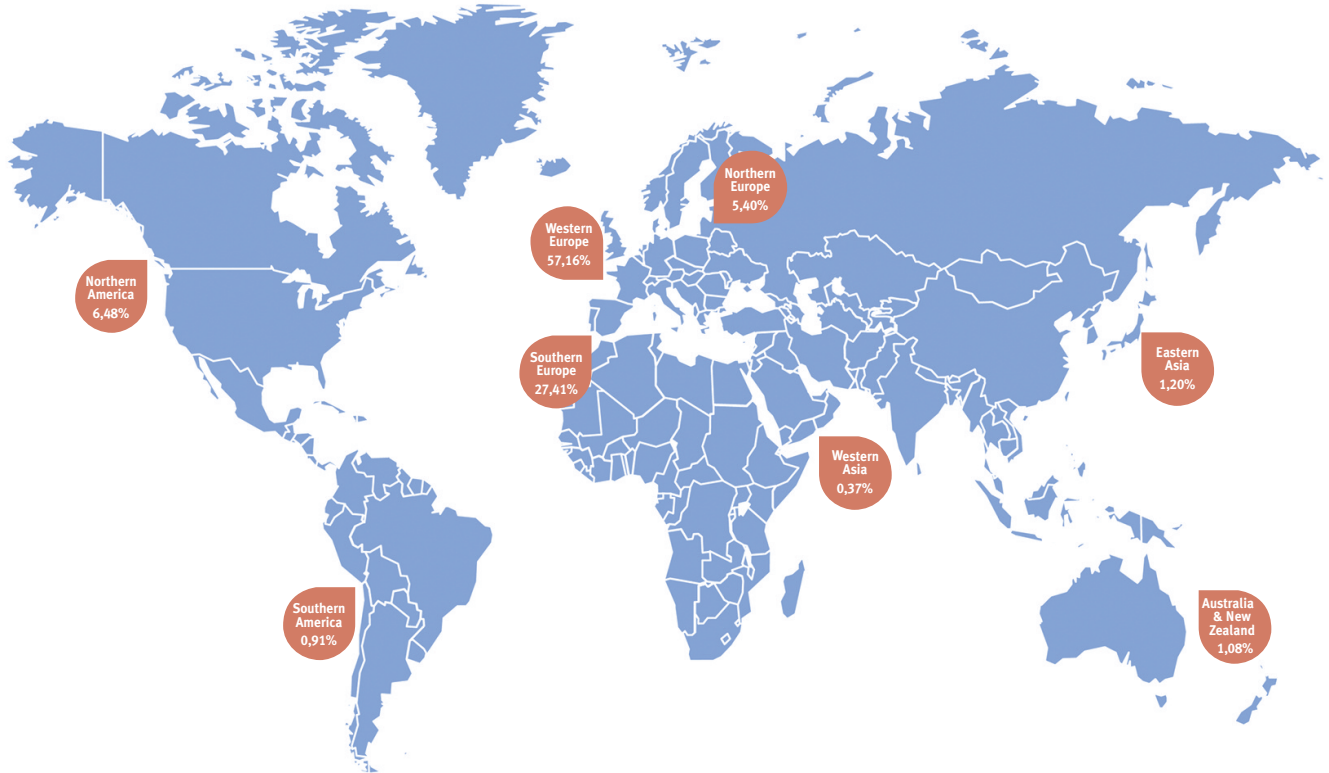 Northern
Europe
5,40%
Western
Europe
57,16%
Northern
America
6,48%
Southern
Europe
27,41%
Eastern
Asia
1,20%
Western
Asia
0,37%
Southern
America
0,91%
Australia
& New
Zealand
1,08%